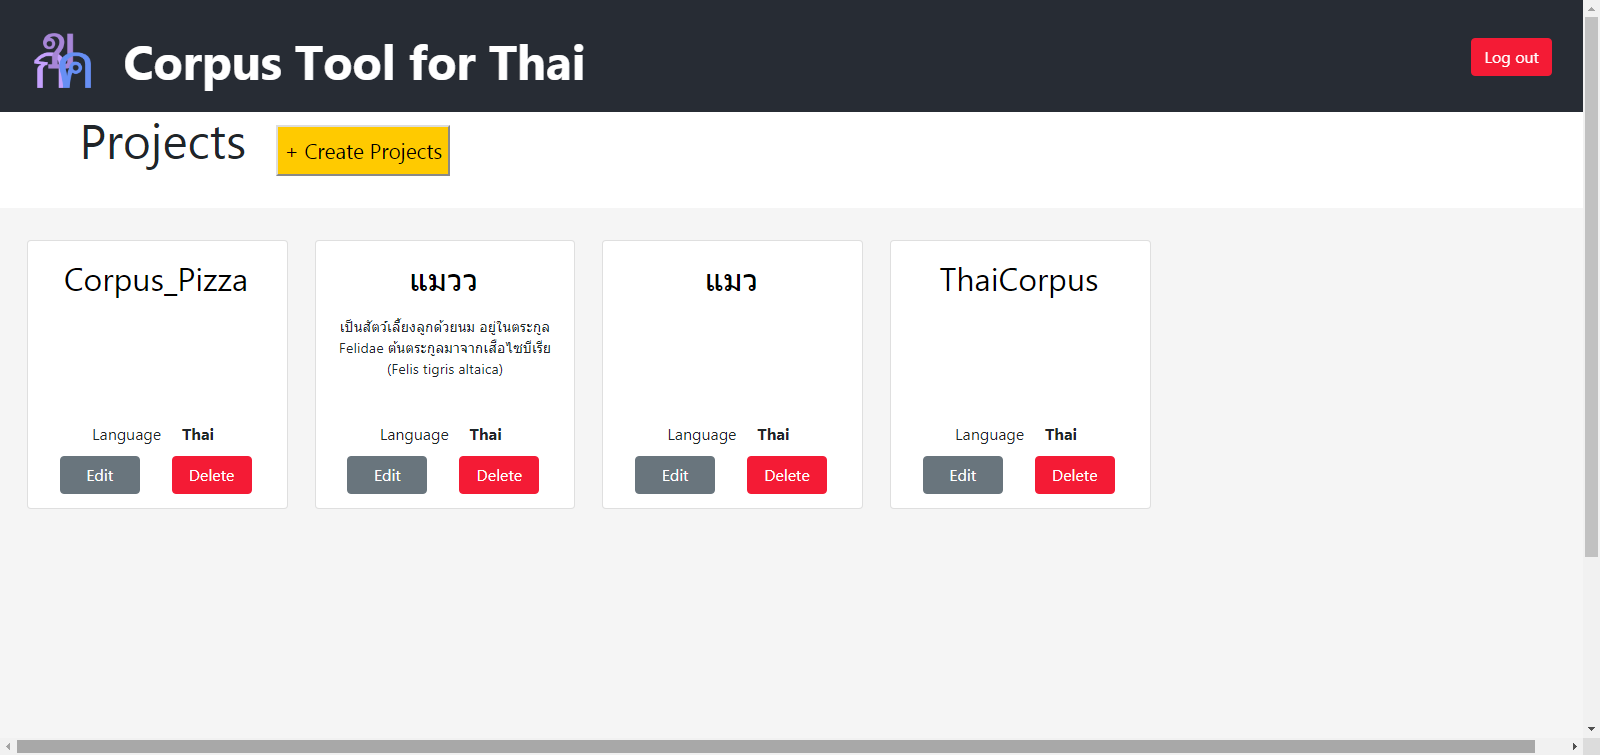 Corpus Tool for Thai
Log out
Projects
+ Create Projects
Corpus_Pizza
Language Thai
Edit Delete
แมวว
เป็นสัตว์เลี้ยงลูกด้วยนม อยู่ในตระกูล
Felidae ต้นตระกูลมาจากเสือไซบีเรีย
(Felis tigris altaica)
Language Thai
Edit Delete
แมว
Language Thai
Edit Delete
ThaiCorpus
Language Thai
Edit Delete